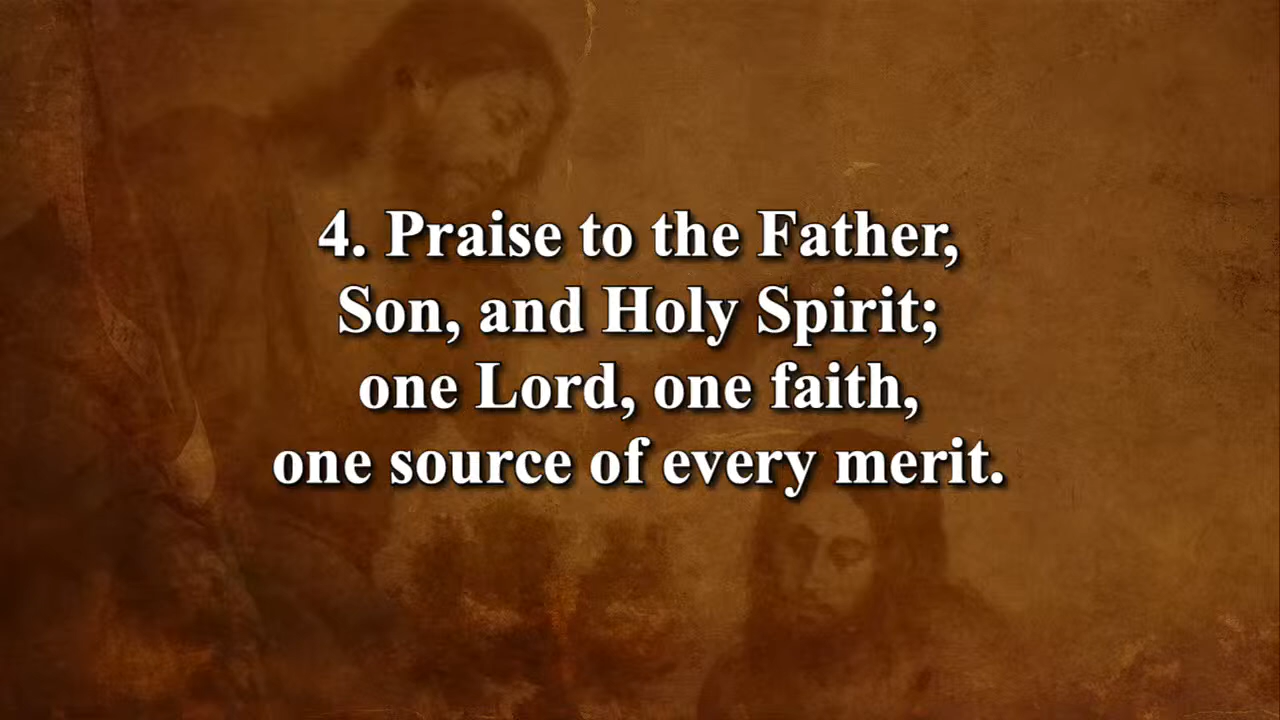 4. Praise to the Father,
Son, and Holy Spirit;
one Lord, one faith,
one source of every merit.